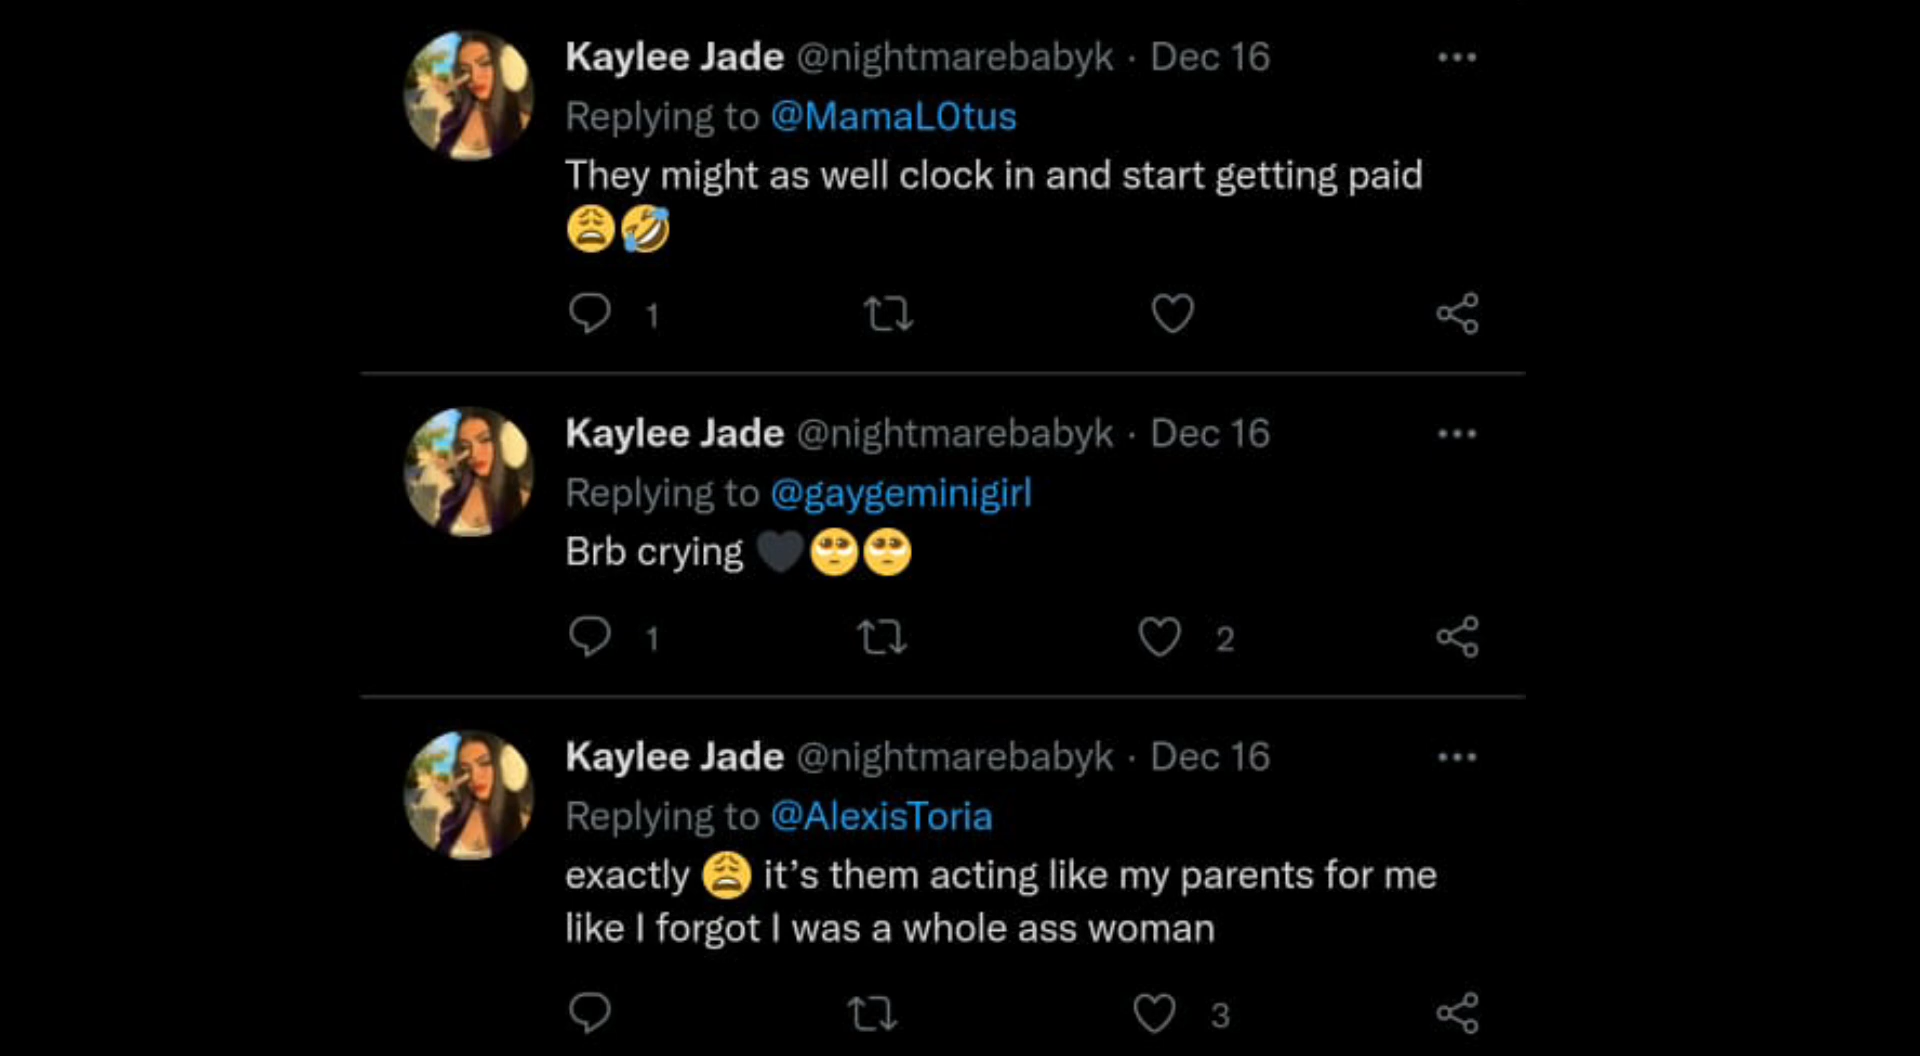 Kaylee Jade @nightmarebabyk · Dec 16
Replying to @MamaL0tus
They might as well clock in and start getting paid
😩🤣
1
Kaylee Jade @nightmarebabyk · Dec 16
Replying to @gaygeminigirl
Brb crying 🖤🥺🥺
1 2
Kaylee Jade @nightmarebabyk · Dec 16
Replying to @AlexisToria
exactly 😩 it’s them acting like my parents for me
like I forgot I was a whole ass woman
3